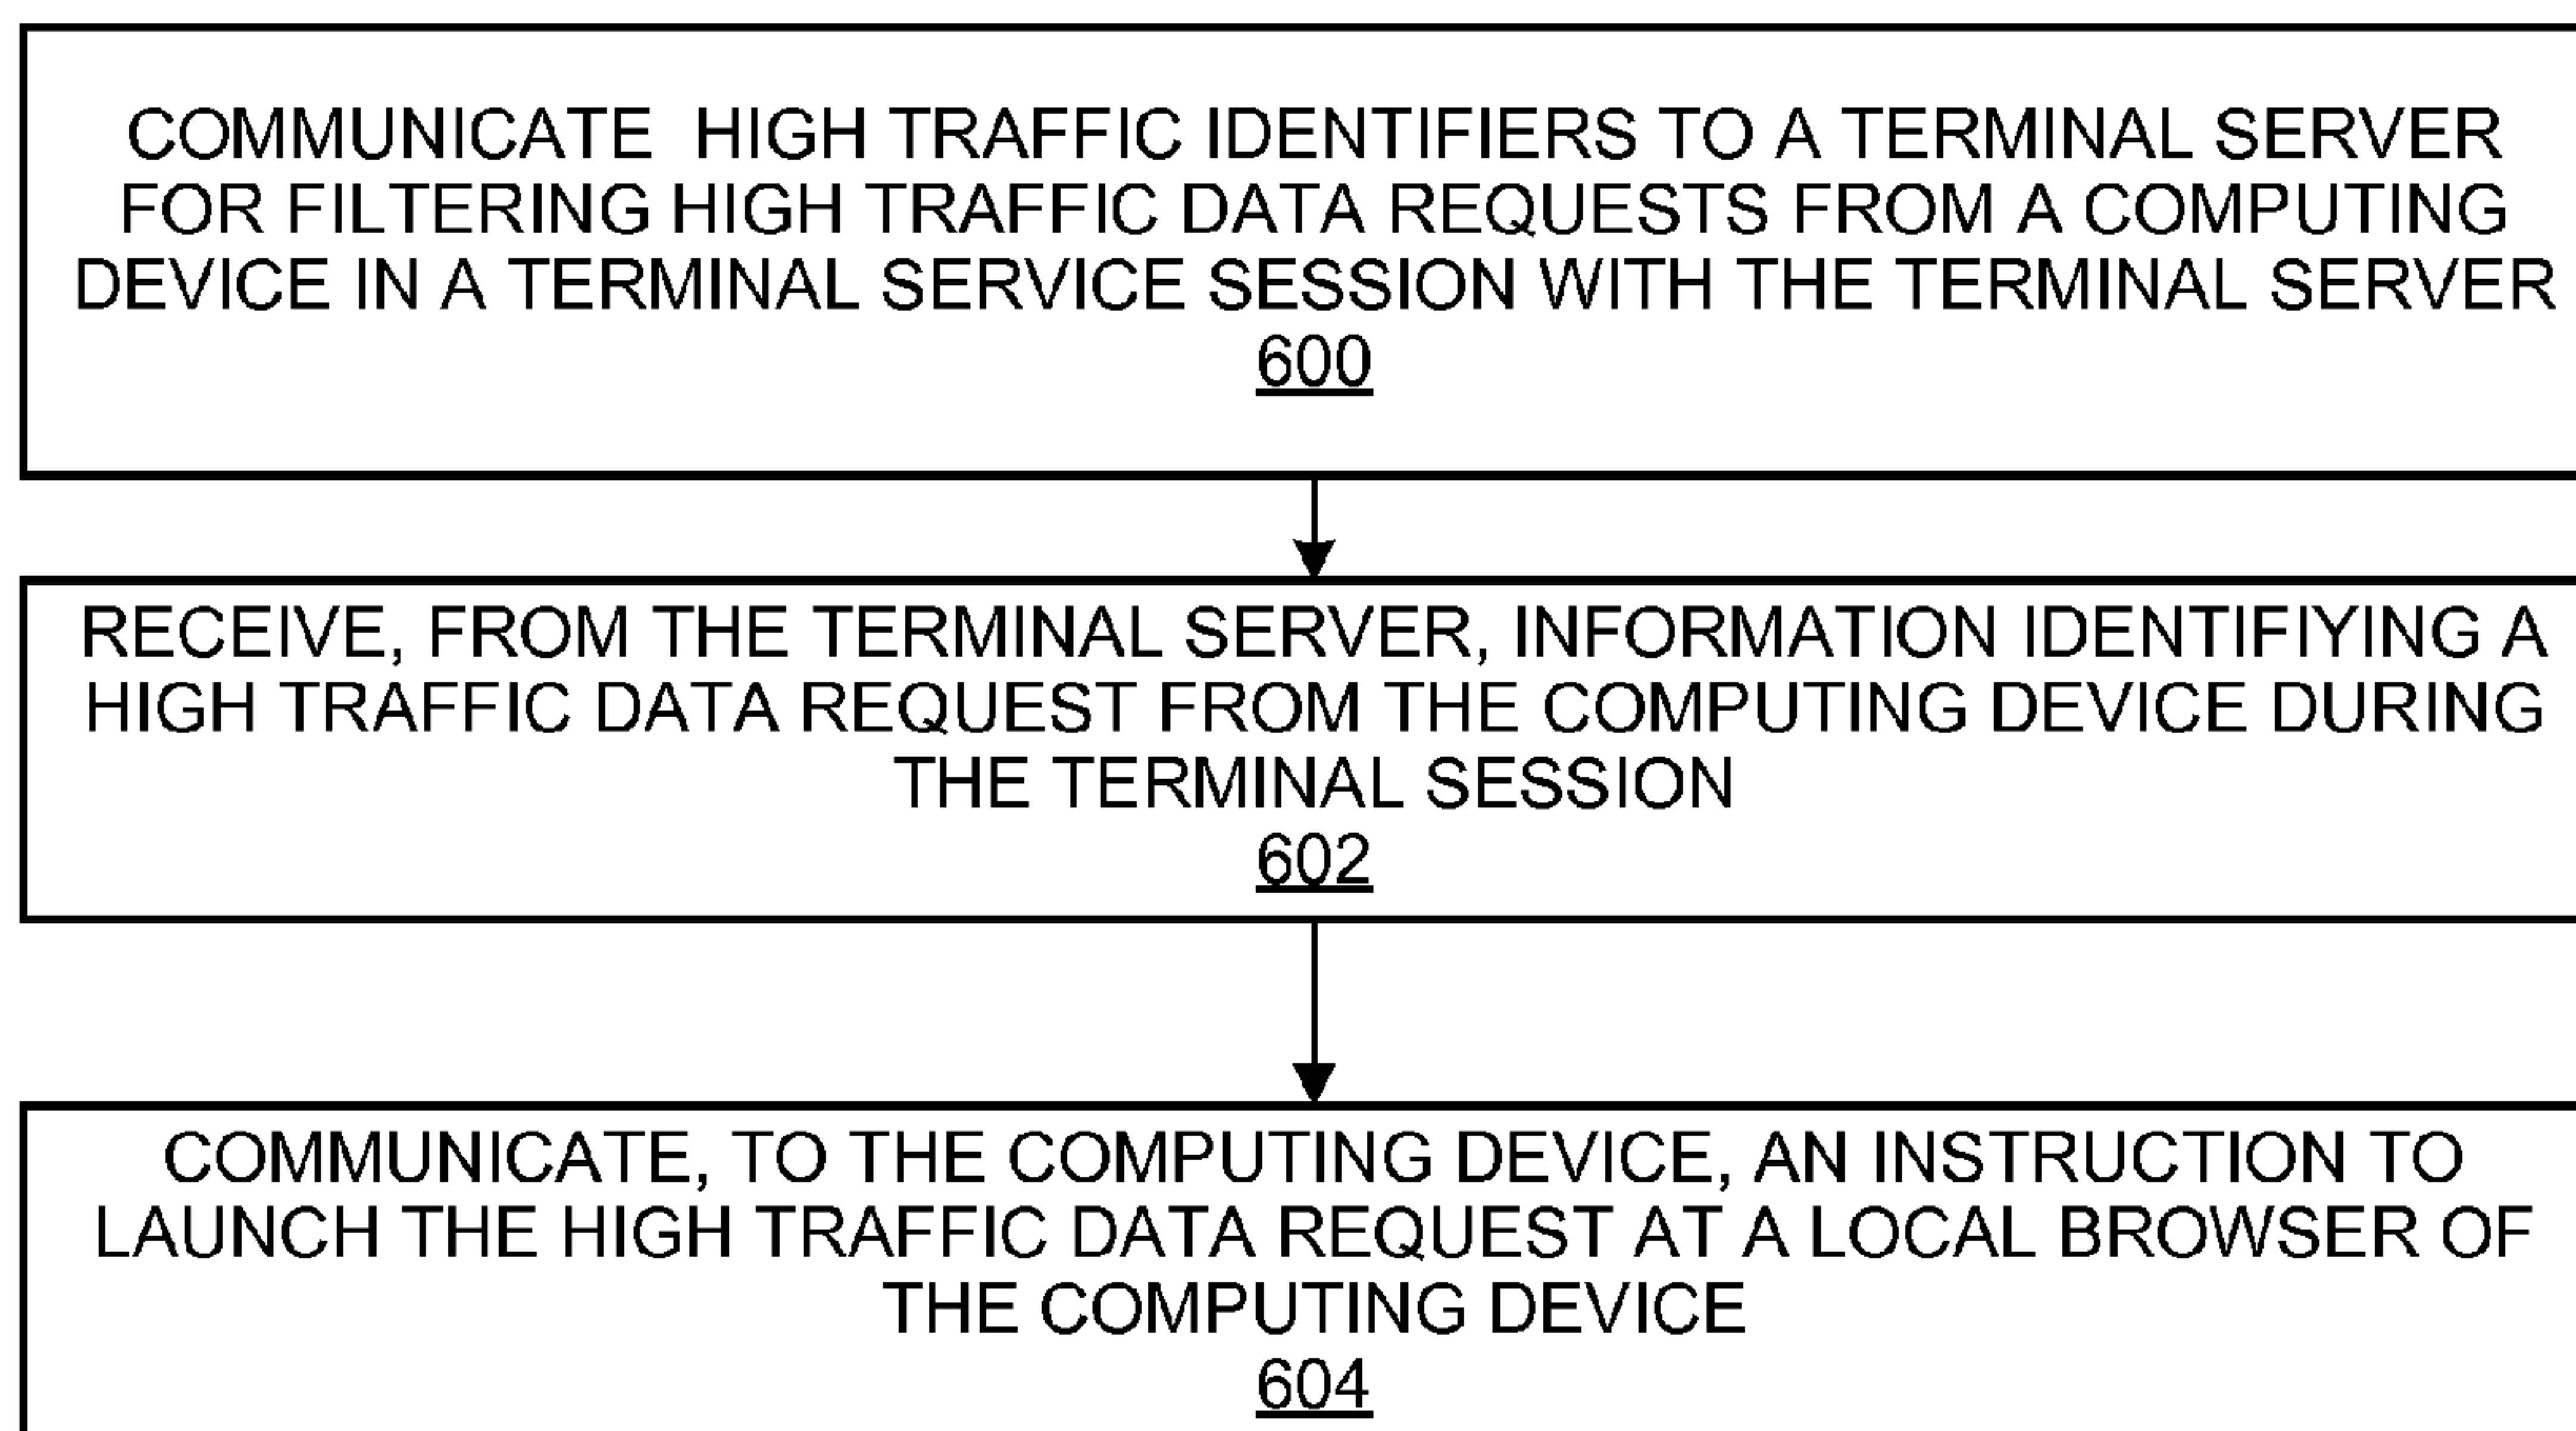 COMMUNICATE HIGH TRAFFIC IDENTIFIERS TO A TERMINAL SERVER
FOR FILTERING HIGH TRAFFIC DATA REQUESTS FROM A COMPUTING
DEVICE IN A TERMINAL SERVICE SESSION WITH THE TERMINAL SERVER
600
RECEIVE, FROM THE TERMINAL SERVER, INFORMATION IDENTIFIYING A
HIGH TRAFFIC DATA REQUEST FROM THE COMPUTING DEVICE DURING
THE TERMINAL SESSION
602
COMMUNICATE, TO THE COMPUTING DEVICE, AN INSTRUCTION TO
LAUNCH THE HIGH TRAFFIC DATA REQUEST AT A LOCAL BROWSER OF
THE COMPUTING DEVICE
604